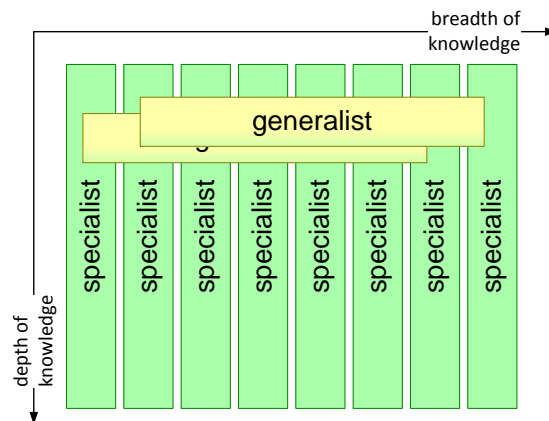 breadth of
knowledge
generalist
specialist
specialist
specialist
specialist
specialist
specialist
specialist
specialist
depth of
knowledge